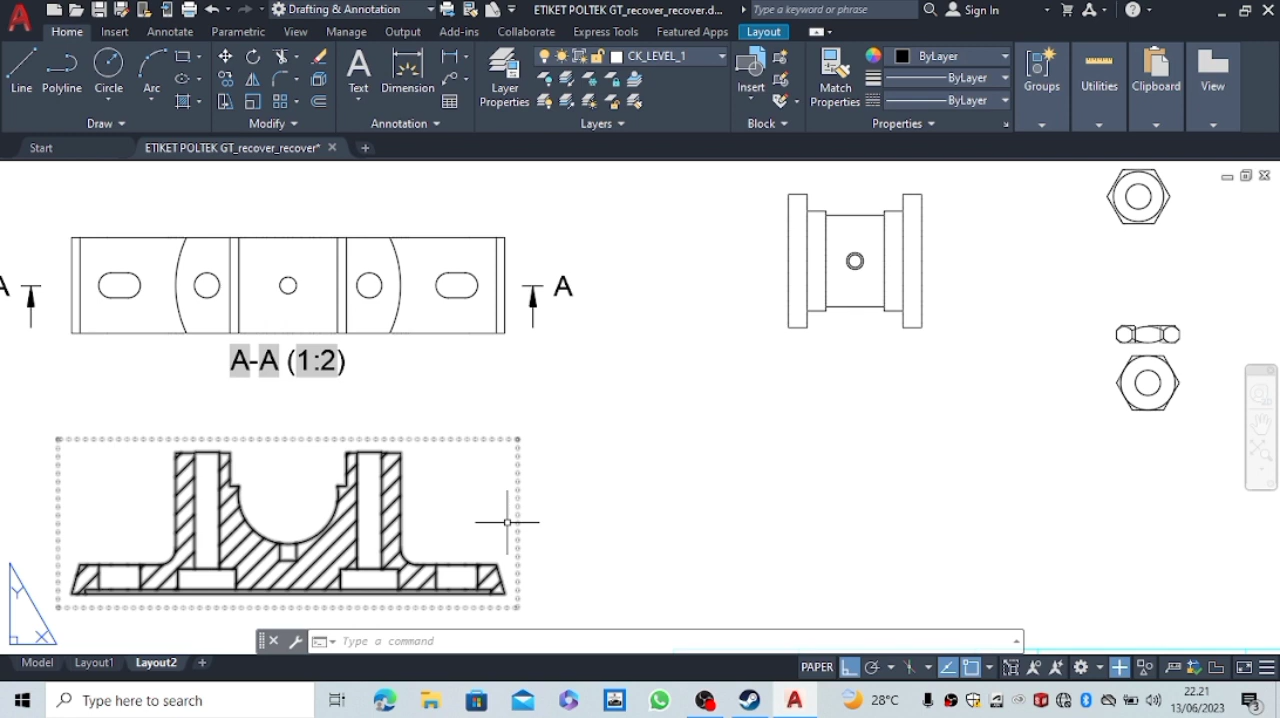 Drafting & Annotation
ETIKET POLTEK GT_recover_recover.d...
Type a keyword or phrase
Sign In
Home Insert Annotate Parametric View Manage Output Add-ins Collaborate Express Tools Featured Apps Layout
Line Polyline Circle Arc
Text Dimension
Layer Properties
CK_LEVEL_1
Insert
Match Properties
ByLayer
ByLayer
ByLayer
Groups Utilities Clipboard View
Draw Modify Annotation Layers Block Properties
Start ETIKET POLTEK GT_recover_recover*
A A
A-A (1:2)
Y
X
Type a command
Model Layout1 Layout2 PAPER
Type here to search
28°C
22.21
13/06/2023
3